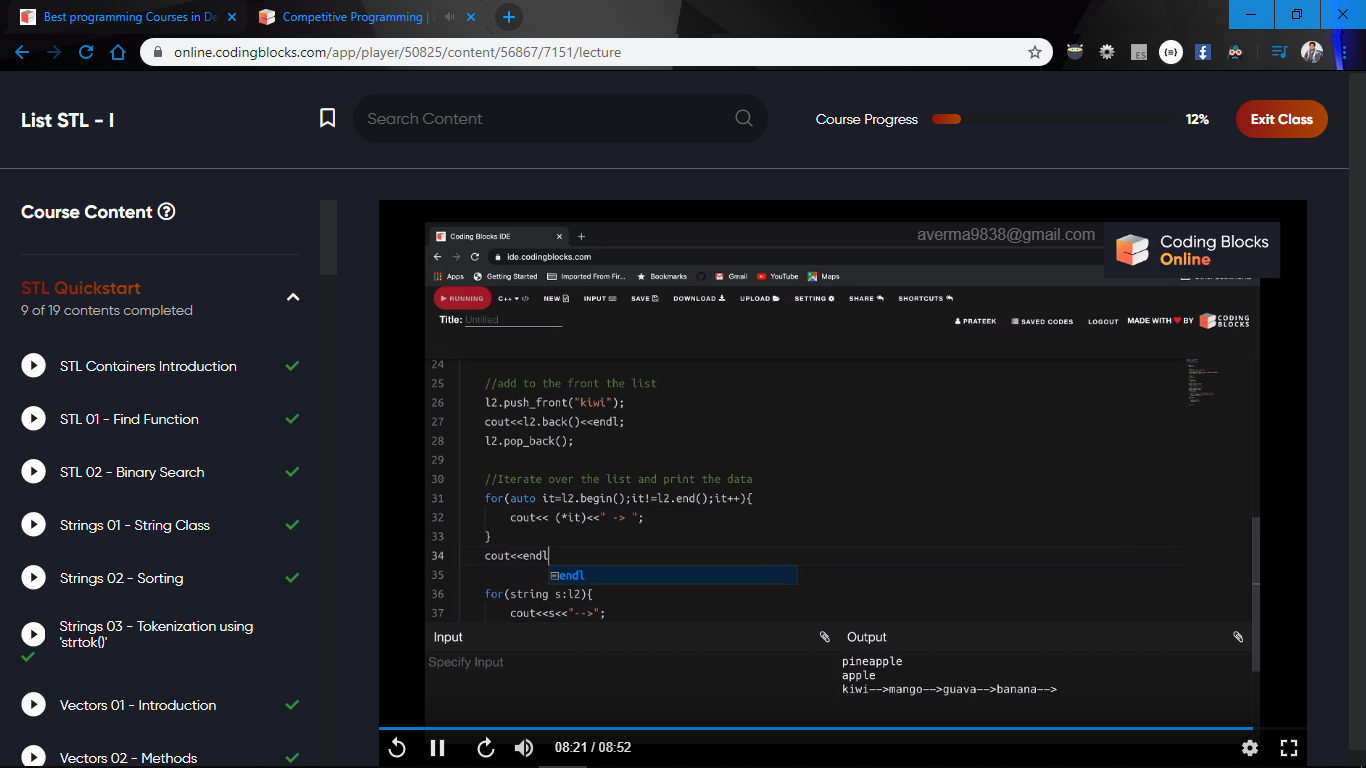 Best programming Courses in De
Competitive Programming |
online.codingblocks.com/app/player/50825/content/56867/7151/lecture
List STL - I
Search Content
Course Progress
12%
Exit Class
Course Content
STL Quickstart
9 of 19 contents completed
STL Containers Introduction
STL 01 - Find Function
STL 02 - Binary Search
Strings 01 - String Class
Strings 02 - Sorting
Strings 03 - Tokenization using
'strtok()'
Vectors 01 - Introduction
Vectors 02 - Methods
Coding Blocks IDE
averma9838@gmail.com
Coding Blocks
Online
ide.codingblocks.com
Apps Getting Started Imported From Fir... Bookmarks Gmail YouTube Maps
RUNNING C++ NEW INPUT SAVE DOWNLOAD UPLOAD SETTING SHARE SHORTCUTS
Title: Untitled
PRATEEK SAVED CODES LOGOUT MADE WITH BY CODING BLOCKS
24
25 //add to the front the list
26 l2.push_front("kiwi");
27 cout<<l2.back()<<endl;
28 l2.pop_back();
29
30 //Iterate over the list and print the data
31 for(auto it=l2.begin();it!=l2.end();it++){
32 cout<< (*it)<<" -> ";
33 }
34 cout<<endl
35 endl
36 for(string s:l2){
37 cout<<s<<"-->";
Input
Specify Input
Output
pineapple
apple
kiwi-->mango-->guava-->banana-->
08:21 / 08:52